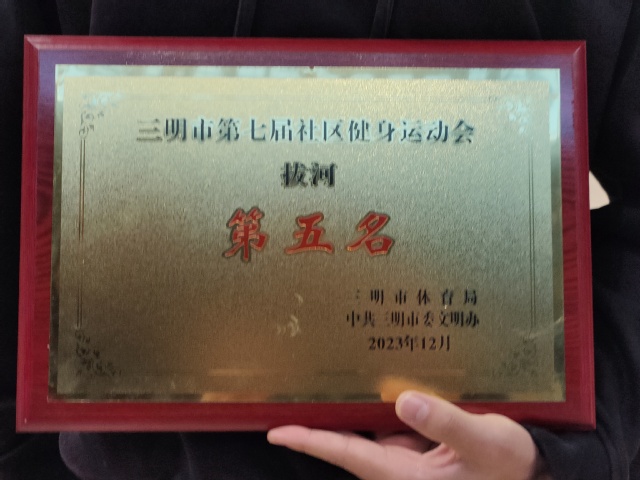 三明市第七届社区健身运动会
拔河
第五名
三明市体育局
中共三明市委文明办
2023年12月